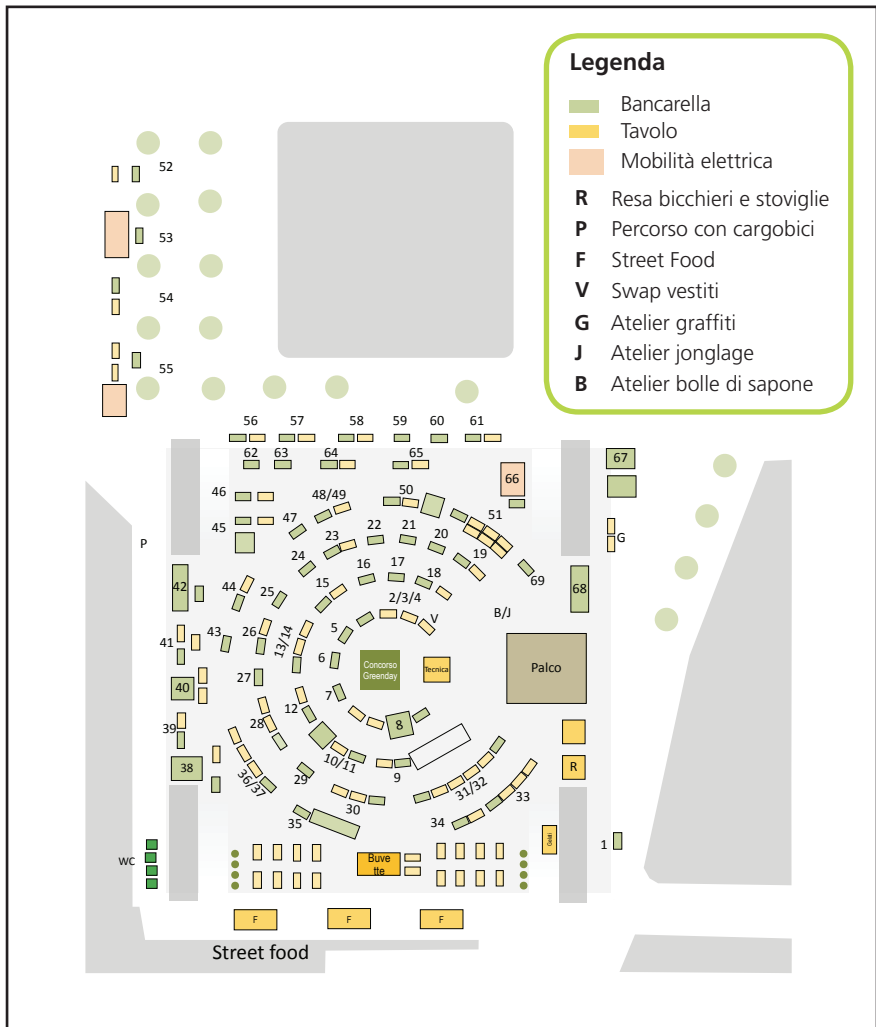 Legenda
Bancarella
Tavolo
Mobilità elettrica
R Resa bicchieri e stoviglie
P Percorso con cargobici
F Street Food
V Swap vestiti
G Atelier graffiti
J Atelier jonglage
B Atelier bolle di sapone
52
53
54
55
56 57 58 59 60 61
62 63 64 65
66
67
46
48/49
50
47
51
45
22 21 20
23
24
19
G
P
16 17 18
69
42
44 25
15
2/3/4
V
B/J
68
5
43 26
13/14
41
6
Concorso
Greenday
Tecnica
Palco
40
27
7
12
28
8
39
10/11
9
R
38
36/37
29
31/32
33
30
35
34
1
Gelati
WC
Buve
tte
F F F
Street food